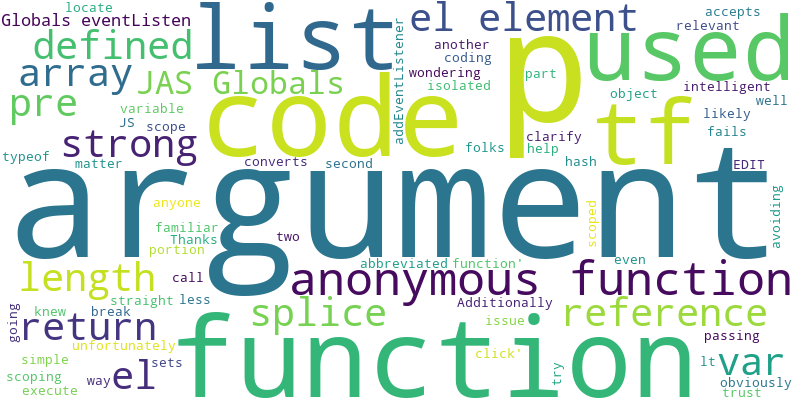 locate
Globals eventListen
list
el element
p
used
accepts
relevant
another
coding
defined
array
JAS Globals
wondering
isolated
addEventListener
part
intelligent
object
pre
variable
code
tf
likely
well
JS
scope
strong
folks
clarify
help
fails
typeof
matter
converts
second
hash
EDIT
argument
anyone
familiar
Thanks
portion
two
scoped
avoiding
abbreviated
function'
even
length
call
anonymous function
straight
less
Additionally
knew
break
splice
issue
reference
going
return
function
passing
unfortunately
click'
simple
way
el
sets
try
lt
var
obviously
scoping
execute
trust